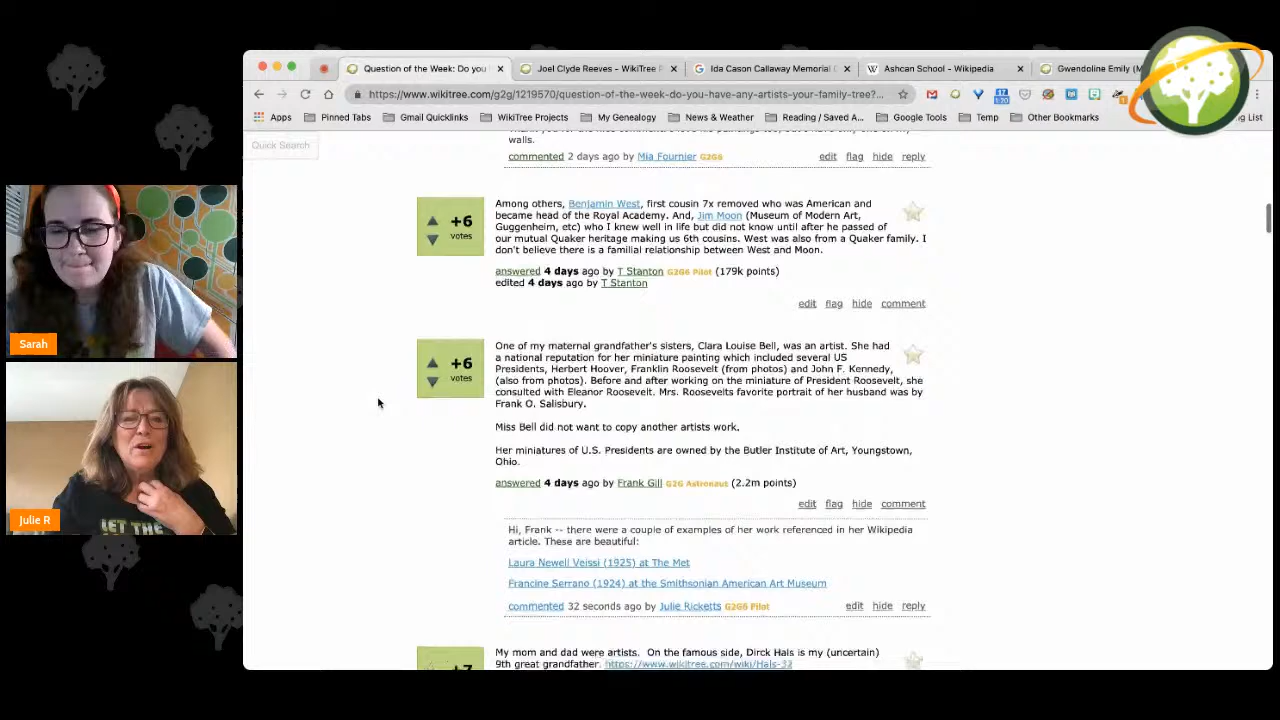 Question of the Week: Do you
Joel Clyde Reeves - WikiTree P
Ida Cason Callaway Memorial
Ashcan School - Wikipedia
Gwendoline Emily (M
https://www.wikitree.com/g2g/1219570/question-of-the-week-do-you-have-any-artists-your-family-tree?...
17
1:20
Apps
Pinned Tabs
Gmail Quicklinks
WikiTree Projects
My Genealogy
News & Weather
Reading / Saved A...
Google Tools
Temp
Other Bookmarks
ng List
Quick Search
walls.
commented 2 days ago by Mia Fournier G2G6
edit flag hide reply
+6
votes
Among others, Benjamin West, first cousin 7x removed who was American and
became head of the Royal Academy. And, Jim Moon (Museum of Modern Art,
Guggenheim, etc) who I knew well in life but did not know until after he passed of
our mutual Quaker heritage making us 6th cousins. West was also from a Quaker family. I
don't believe there is a familial relationship between West and Moon.
answered 4 days ago by T Stanton G2G6 Pilot (179k points)
edited 4 days ago by T Stanton
edit flag hide comment
+6
votes
One of my maternal grandfather's sisters, Clara Louise Bell, was an artist. She had
a national reputation for her miniature painting which included several US
Presidents, Herbert Hoover, Franklin Roosevelt (from photos) and John F. Kennedy,
(also from photos). Before and after working on the miniature of President Roosevelt, she
consulted with Eleanor Roosevelt. Mrs. Roosevelts favorite portrait of her husband was by
Frank O. Salisbury.
Miss Bell did not want to copy another artists work.
Her miniatures of U.S. Presidents are owned by the Butler Institute of Art, Youngstown,
Ohio.
answered 4 days ago by Frank Gill G2G Astronaut (2.2m points)
edit flag hide comment
Hi, Frank -- there were a couple of examples of her work referenced in her Wikipedia
article. These are beautiful:
Laura Newell Veissi (1925) at The Met
Francine Serrano (1924) at the Smithsonian American Art Museum
commented 32 seconds ago by Julie Ricketts G2G6 Pilot
edit hide reply
+7
My mom and dad were artists. On the famous side, Dirck Hals is my (uncertain)
9th great grandfather. https://www.wikitree.com/wiki/Hals-32
Sarah
Julie R
LET THE